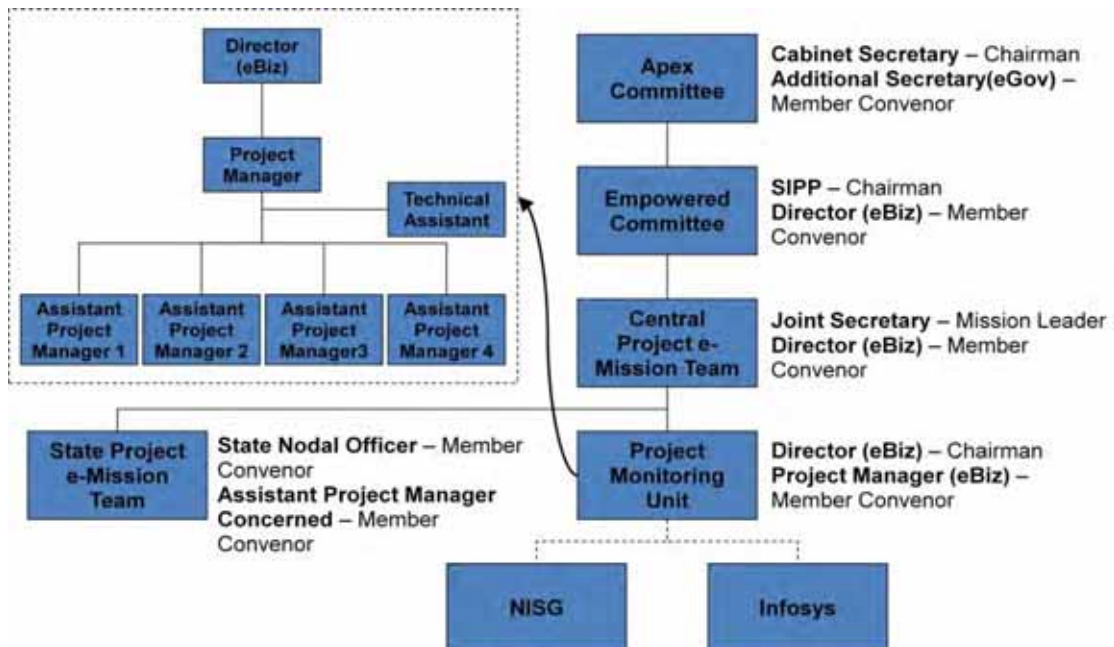 Director
(eBiz)
Project
Manager
Technical
Assistant
Assistant
Project
Manager 1
Assistant
Project
Manager 2
Assistant
Project
Manager3
Assistant
Project
Manager 4
Apex
Committee
Cabinet Secretary – Chairman
Additional Secretary(eGov) –
Member Convenor
Empowered
Committee
SIPP – Chairman
Director (eBiz) – Member
Convenor
Central
Project e-
Mission Team
Joint Secretary – Mission Leader
Director (eBiz) – Member
Convenor
State Project
e-Mission
Team
State Nodal Officer – Member
Convenor
Assistant Project Manager
Concerned – Member
Convenor
Project
Monitoring
Unit
Director (eBiz) – Chairman
Project Manager (eBiz) –
Member Convenor
NISG
Infosys